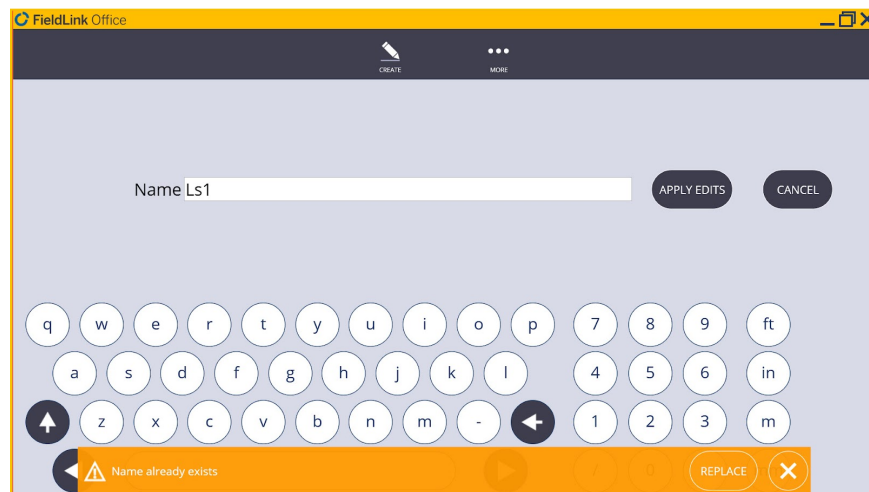 FieldLink Office
CREATE
MORE
Name Ls1
APPLY EDITS
CANCEL
q w e r t y u i o p 7 8 9 ft
a s d f g h j k l 4 5 6 in
z x c v b n m - 1 2 3 m
Name already exists
REPLACE